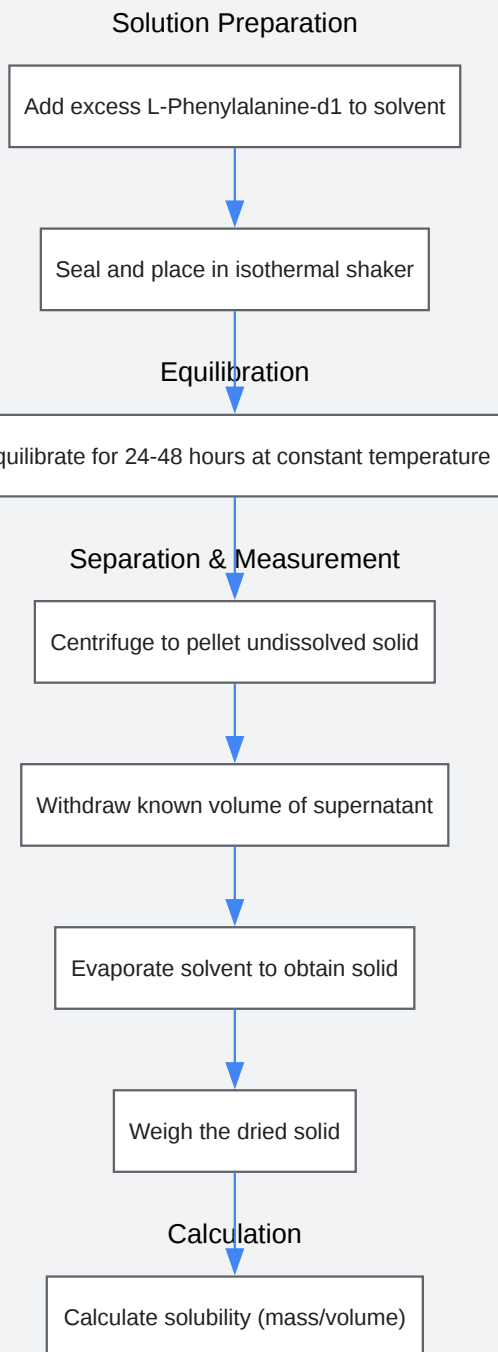 Solution Preparation
Add excess L-Phenylalanine-d1 to solvent
Seal and place in isothermal shaker
Equilibration
quilibrate for 24-48 hours at constant temperature
Separation & Measurement
Centrifuge to pellet undissolved solid
Withdraw known volume of supernatant
Evaporate solvent to obtain solid
Weigh the dried solid
Calculation
Calculate solubility (mass/volume)